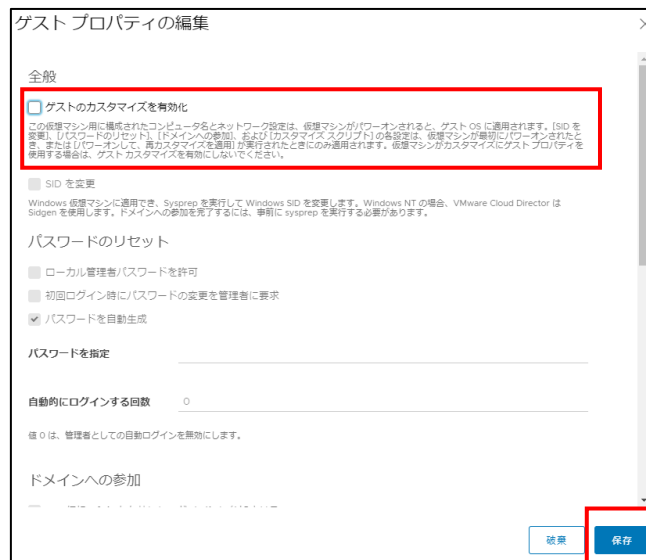 ゲスト プロパティの編集
全般
ゲストのカスタマイズを有効化
この仮想マシン用に構成されたコンピュータ名とネットワーク設定は、仮想マシンがパワーオンされると、ゲスト OS に適用されます。[SID を
変更]、[パスワードのリセット]、[ドメインへの参加]、および [カスタマイズ スクリプト] の各設定は、仮想マシンが最初にパワーオンされたと
き、または [パワーオンして、再カスタマイズを適用] が実行されたときにのみ適用されます。仮想マシンがカスタマイズにゲスト プロパティを
使用する場合は、ゲスト カスタマイズを有効にしないでください。
SID を変更
Windows 仮想マシンに適用でき、Sysprep を実行して Windows SID を変更します。Windows NT の場合、VMware Cloud Director は
Sidgen を使用します。ドメインへの参加を完了するには、事前に sysprep を実行する必要があります。
パスワードのリセット
ローカル管理者パスワードを許可
初回ログイン時にパスワードの変更を管理者に要求
パスワードを自動生成
パスワードを指定
自動的にログインする回数 0
値 0 は、管理者としての自動ログインを無効にします。
ドメインへの参加
破棄 保存